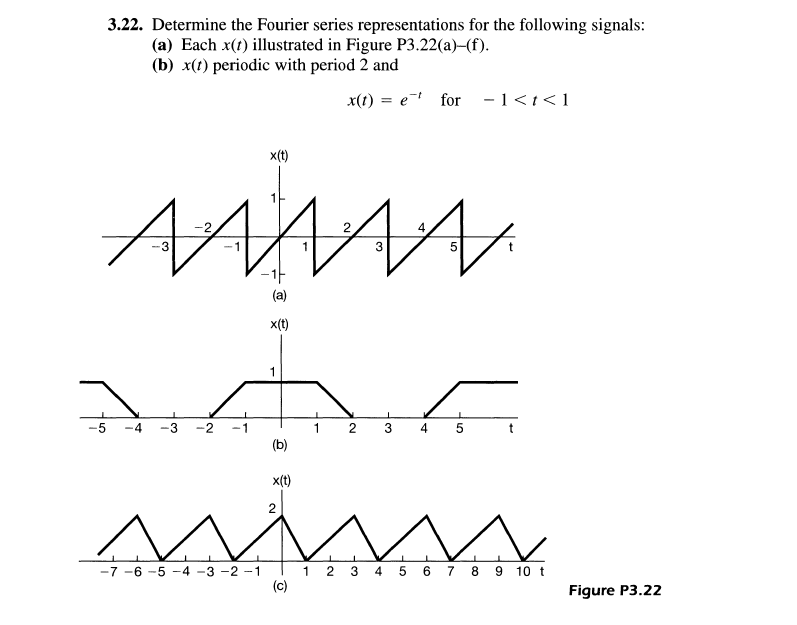 3.22. Determine the Fourier series representations for the following signals:
(a) Each x(t) illustrated in Figure P3.22(a)–(f).
(b) x(t) periodic with period 2 and
x(t) = e⁻ᵗ for − 1 < t < 1
x(t)
1
−2 2 4
−3 −1 1 3 5 t
−1
(a)
x(t)
1
−5 −4 −3 −2 −1 1 2 3 4 5 t
(b)
x(t)
2
−7 −6 −5 −4 −3 −2 −1 1 2 3 4 5 6 7 8 9 10 t
(c)
Figure P3.22